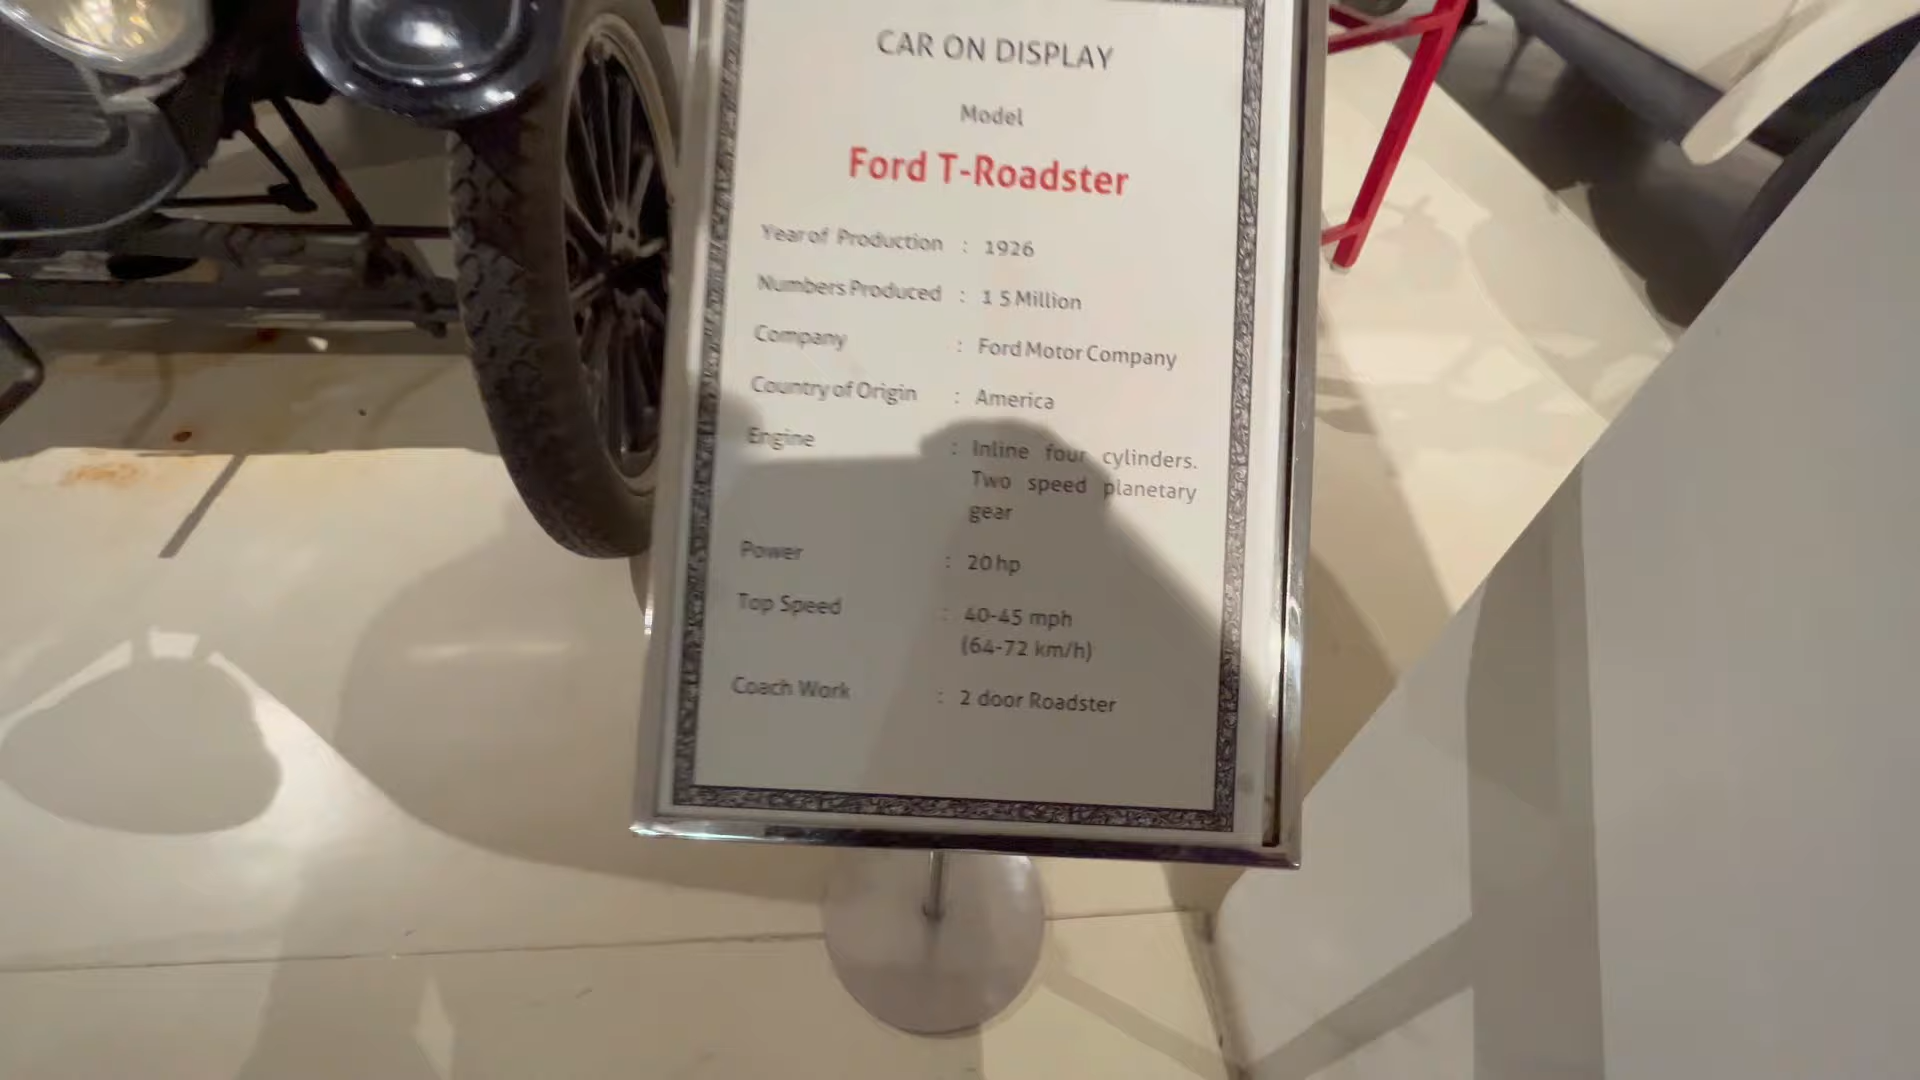 CAR ON DISPLAY
Model
Ford T-Roadster
Year of Production : 1926
Numbers Produced : 1 5 Million
Company : Ford Motor Company
Country of Origin : America
Engine : Inline four cylinders.
Two speed planetary
gear
Power : 20 hp
Top Speed : 40-45 mph
(64-72 km/h)
Coach Work : 2 door Roadster